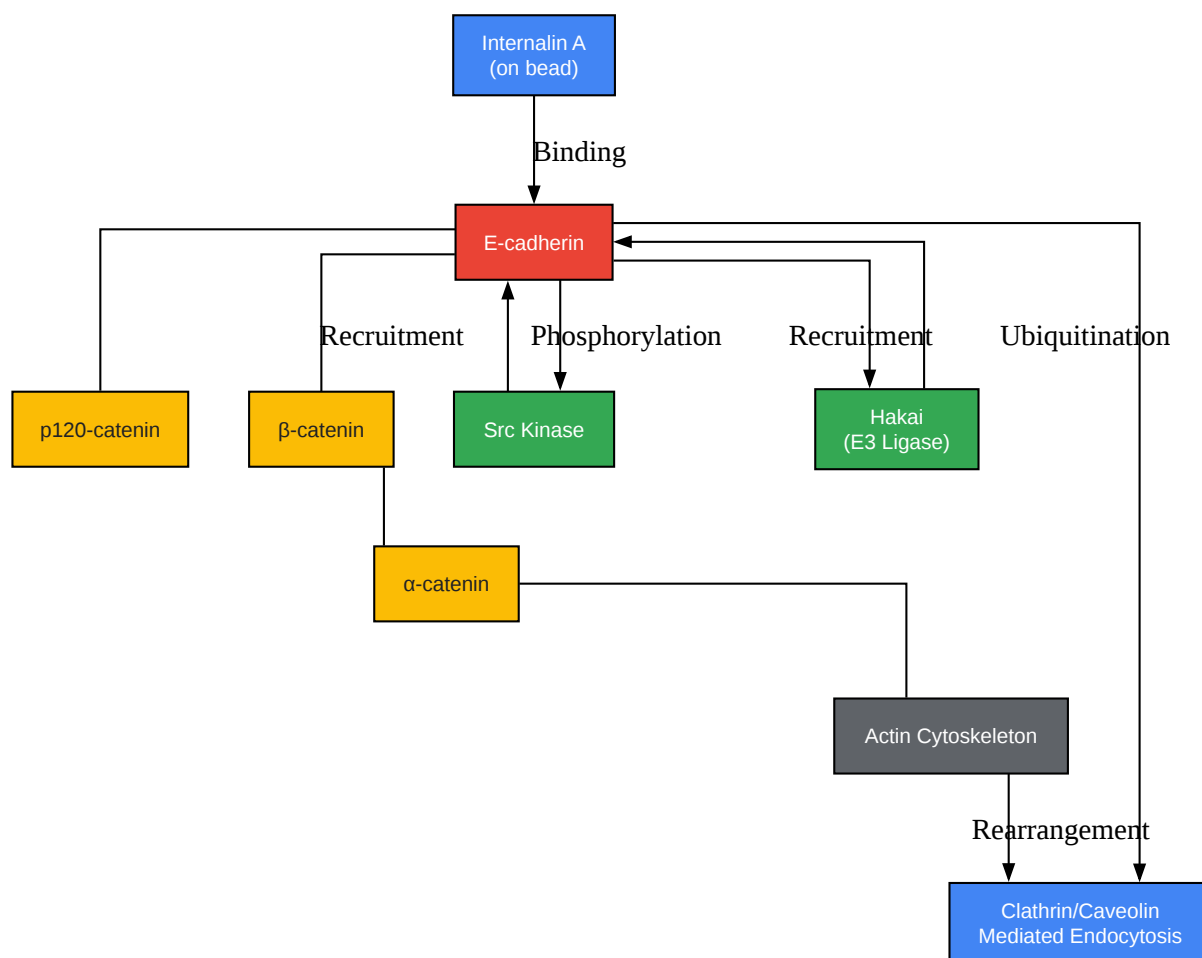 Internalin A
(on bead)
Binding
E-cadherin
Recruitment
Phosphorylation
Recruitment
Ubiquitination
p120-catenin
β-catenin
Src Kinase
Hakai
(E3 Ligase)
α-catenin
Actin Cytoskeleton
Rearrangement
Clathrin/Caveolin
Mediated Endocytosis